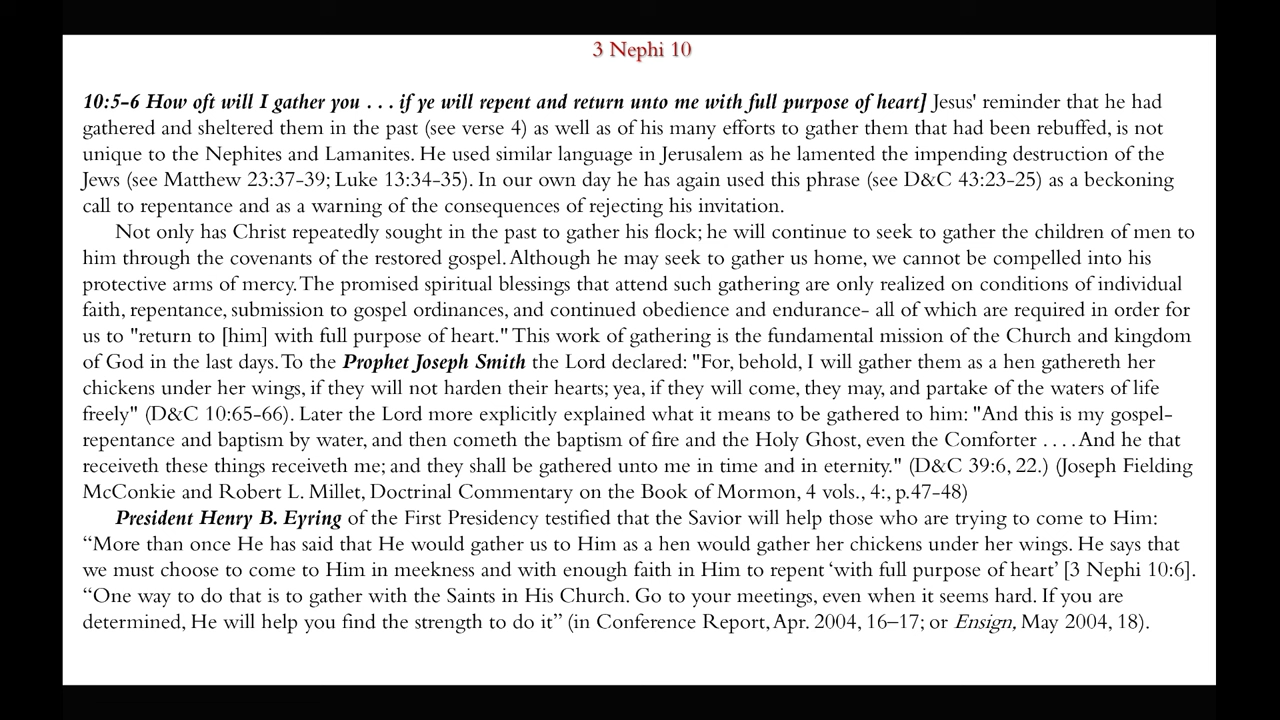 3 Nephi 10
10:5-6 How oft will I gather you . . . if ye will repent and return unto me with full purpose of heart] Jesus' reminder that he had
gathered and sheltered them in the past (see verse 4) as well as of his many efforts to gather them that had been rebuffed, is not
unique to the Nephites and Lamanites. He used similar language in Jerusalem as he lamented the impending destruction of the
Jews (see Matthew 23:37-39; Luke 13:34-35). In our own day he has again used this phrase (see D&C 43:23-25) as a beckoning
call to repentance and as a warning of the consequences of rejecting his invitation.
Not only has Christ repeatedly sought in the past to gather his flock; he will continue to seek to gather the children of men to
him through the covenants of the restored gospel. Although he may seek to gather us home, we cannot be compelled into his
protective arms of mercy. The promised spiritual blessings that attend such gathering are only realized on conditions of individual
faith, repentance, submission to gospel ordinances, and continued obedience and endurance- all of which are required in order for
us to "return to [him] with full purpose of heart." This work of gathering is the fundamental mission of the Church and kingdom
of God in the last days. To the Prophet Joseph Smith the Lord declared: "For, behold, I will gather them as a hen gathereth her
chickens under her wings, if they will not harden their hearts; yea, if they will come, they may, and partake of the waters of life
freely" (D&C 10:65-66). Later the Lord more explicitly explained what it means to be gathered to him: "And this is my gospel-
repentance and baptism by water, and then cometh the baptism of fire and the Holy Ghost, even the Comforter . . . . And he that
receiveth these things receiveth me; and they shall be gathered unto me in time and in eternity." (D&C 39:6, 22.) (Joseph Fielding
McConkie and Robert L. Millet, Doctrinal Commentary on the Book of Mormon, 4 vols., 4:, p.47-48)
President Henry B. Eyring of the First Presidency testified that the Savior will help those who are trying to come to Him:
“More than once He has said that He would gather us to Him as a hen would gather her chickens under her wings. He says that
we must choose to come to Him in meekness and with enough faith in Him to repent ‘with full purpose of heart’ [3 Nephi 10:6].
“One way to do that is to gather with the Saints in His Church. Go to your meetings, even when it seems hard. If you are
determined, He will help you find the strength to do it” (in Conference Report, Apr. 2004, 16–17; or Ensign, May 2004, 18).